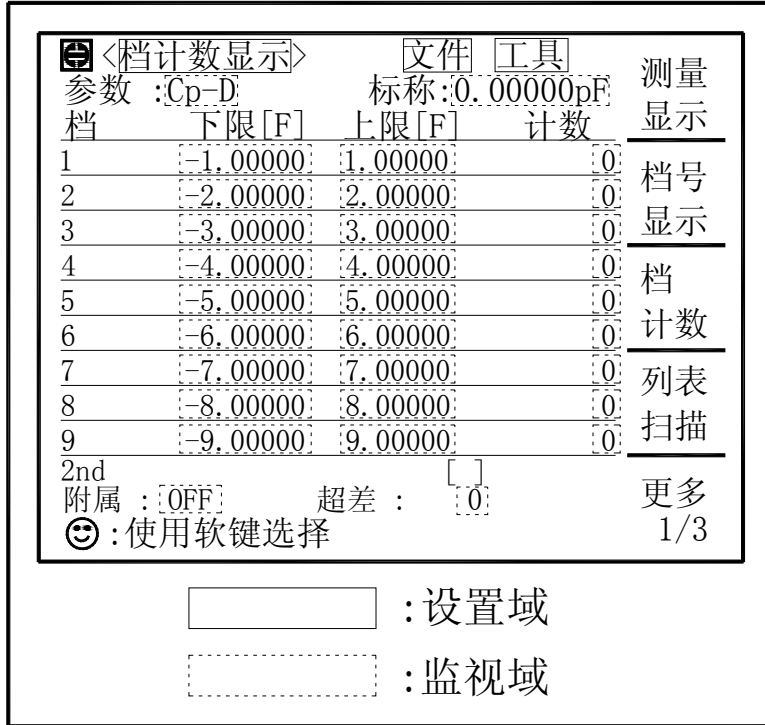 <档计数显示> 文件 工具
参数 :Cp-D 标称:0.00000pF
档 下限[F] 上限[F] 计数
1 -1.00000 1.00000 0
2 -2.00000 2.00000 0
3 -3.00000 3.00000 0
4 -4.00000 4.00000 0
5 -5.00000 5.00000 0
6 -6.00000 6.00000 0
7 -7.00000 7.00000 0
8 -8.00000 8.00000 0
9 -9.00000 9.00000 0
2nd [ ]
附属 :OFF 超差 : 0
:使用软键选择
测量
显示
档号
显示
档
计数
列表
扫描
更多
1/3
:设置域
:监视域